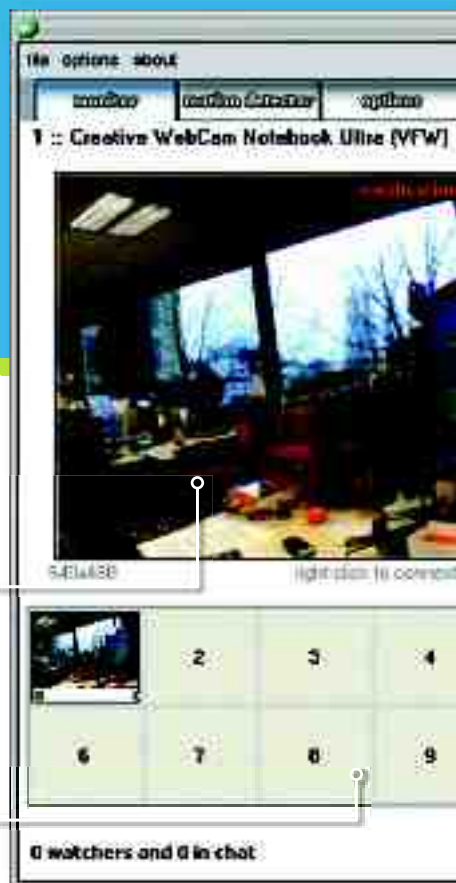 file options about
monitor motion detector options
1 :: Creative WebCam Notebook Ultra (VFW)
640x480 right click to connect
2 3 4
6 7 8 9
0 watchers and 0 in chat